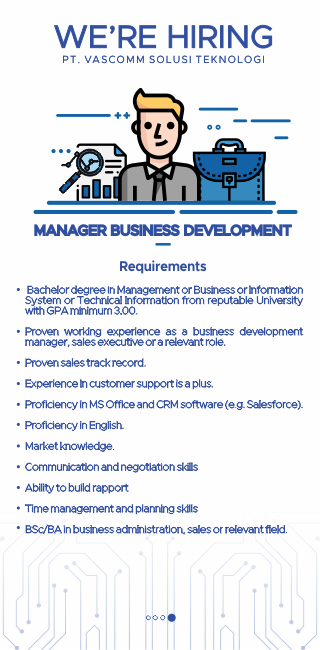 WE'RE HIRING
PT. VASCOMM SOLUSI TEKNOLOGI
MANAGER BUSINESS DEVELOPMENT
Requirements
• Bachelor degree in Management or Business or Information
System or Technical Information from reputable University
with GPA minimum 3.00.
• Proven working experience as a business development
manager, sales executive or a relevant role.
• Proven sales track record.
• Experience in customer support is a plus.
• Proficiency in MS Office and CRM software (e.g. Salesforce).
• Proficiency in English.
• Market knowledge.
• Communication and negotiation skills
• Ability to build rapport
• Time management and planning skills
• BSc/BA in business administration, sales or relevant field.